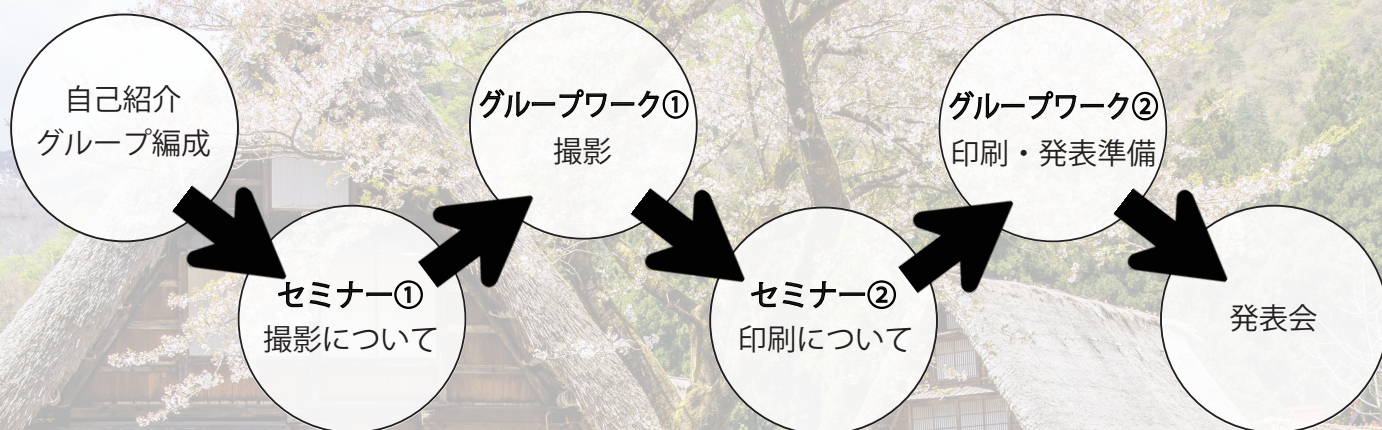 自己紹介
グループ編成
セミナー①
撮影について
グループワーク①
撮影
セミナー②
印刷について
グループワーク②
印刷・発表準備
発表会